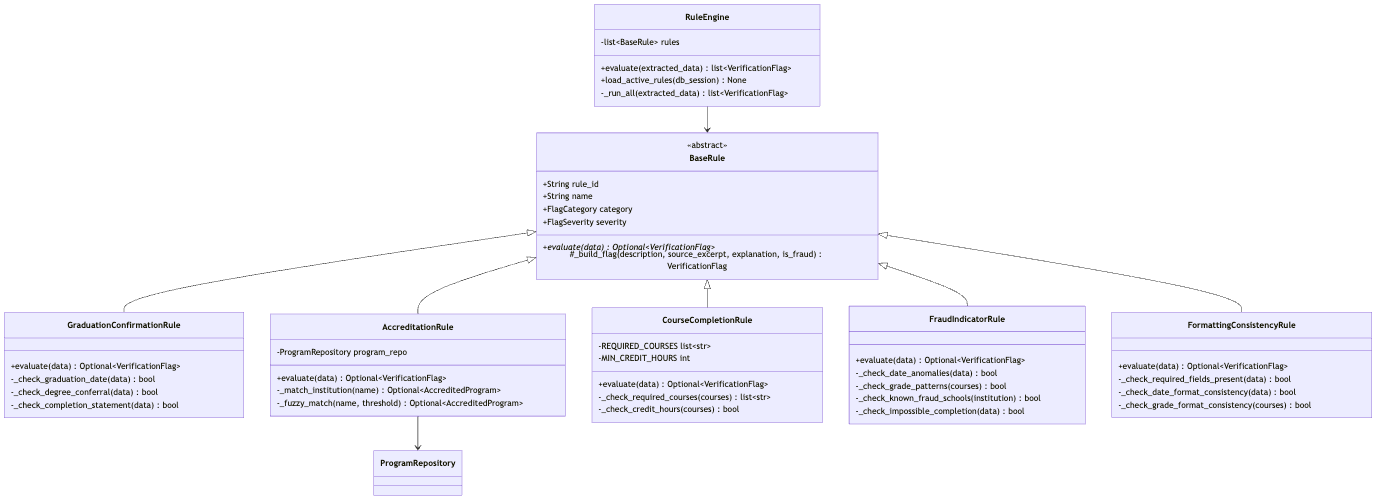 RuleEngine
-list<BaseRule> rules
+evaluate(extracted_data) : list<VerificationFlag>
+load_active_rules(db_session) : None
-_run_all(extracted_data) : list<VerificationFlag>
«abstract»
BaseRule
+String rule_id
+String name
+FlagCategory category
+FlagSeverity severity
+evaluate(data) : Optional<VerificationFlag>
#_build_flag(description, source_excerpt, explanation, is_fraud) :
VerificationFlag
GraduationConfirmationRule
+evaluate(data) : Optional<VerificationFlag>
-_check_graduation_date(data) : bool
-_check_degree_conferral(data) : bool
-_check_completion_statement(data) : bool
AccreditationRule
-ProgramRepository program_repo
+evaluate(data) : Optional<VerificationFlag>
-_match_institution(name) : Optional<AccreditedProgram>
-_fuzzy_match(name, threshold) : Optional<AccreditedProgram>
CourseCompletionRule
-REQUIRED_COURSES list<str>
-MIN_CREDIT_HOURS int
+evaluate(data) : Optional<VerificationFlag>
-_check_required_courses(courses) : list<str>
-_check_credit_hours(courses) : bool
FraudIndicatorRule
+evaluate(data) : Optional<VerificationFlag>
-_check_date_anomalies(data) : bool
-_check_grade_patterns(courses) : bool
-_check_known_fraud_schools(institution) : bool
-_check_impossible_completion(data) : bool
FormattingConsistencyRule
+evaluate(data) : Optional<VerificationFlag>
-_check_required_fields_present(data) : bool
-_check_date_format_consistency(data) : bool
-_check_grade_format_consistency(courses) : bool
ProgramRepository